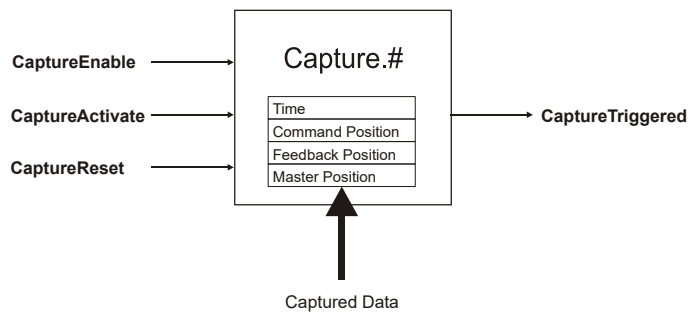 Capture.#
CaptureEnable
CaptureActivate
CaptureReset
Time
Command Position
Feedback Position
Master Position
CaptureTriggered
Captured Data